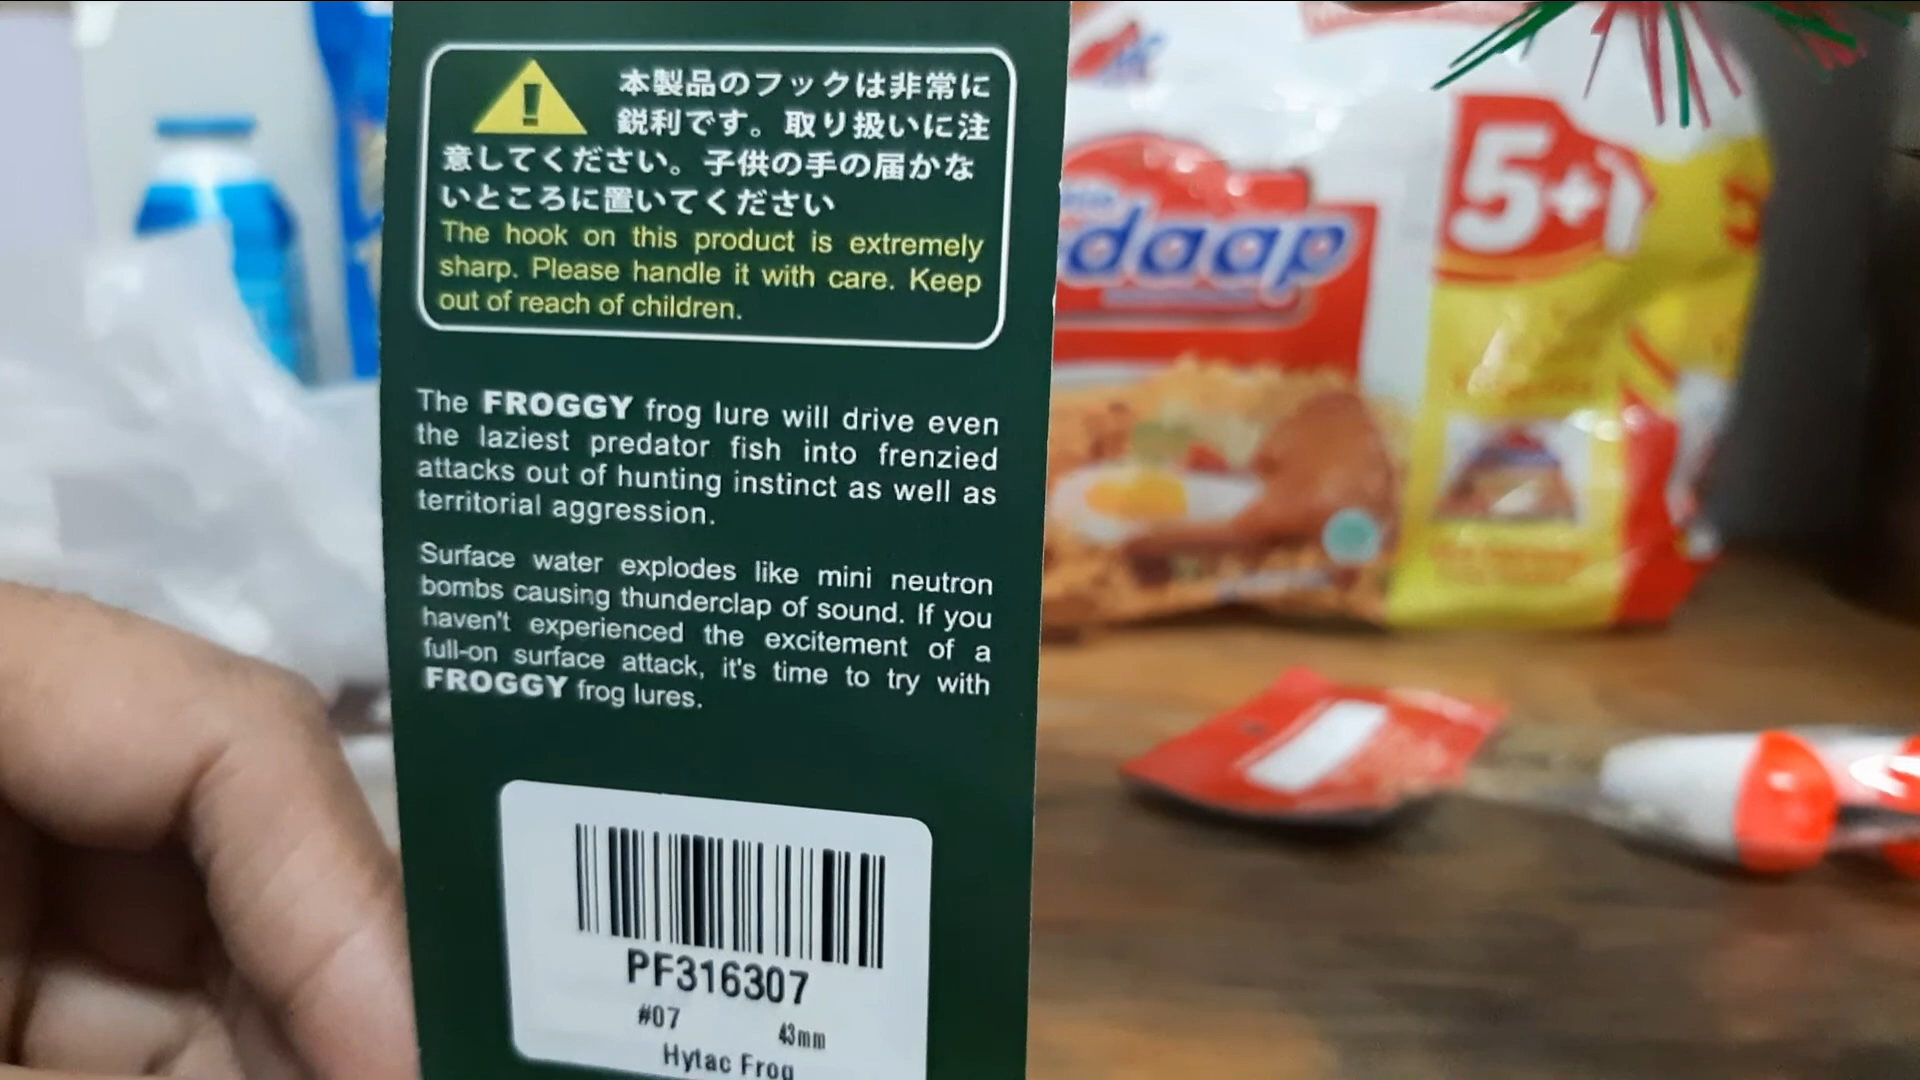 本製品のフックは非常に
鋭利です。取り扱いに注
意してください。子供の手の届かな
いところに置いてください
The hook on this product is extremely
sharp. Please handle it with care. Keep
out of reach of children.
The FROGGY frog lure will drive even
the laziest predator fish into frenzied
attacks out of hunting instinct as well as
territorial aggression.
Surface water explodes like mini neutron
bombs causing thunderclap of sound. If you
haven't experienced the excitement of a
full-on surface attack, it's time to try with
FROGGY frog lures.
PF316307
#07 43mm
Hytac Frog
daap
5+1